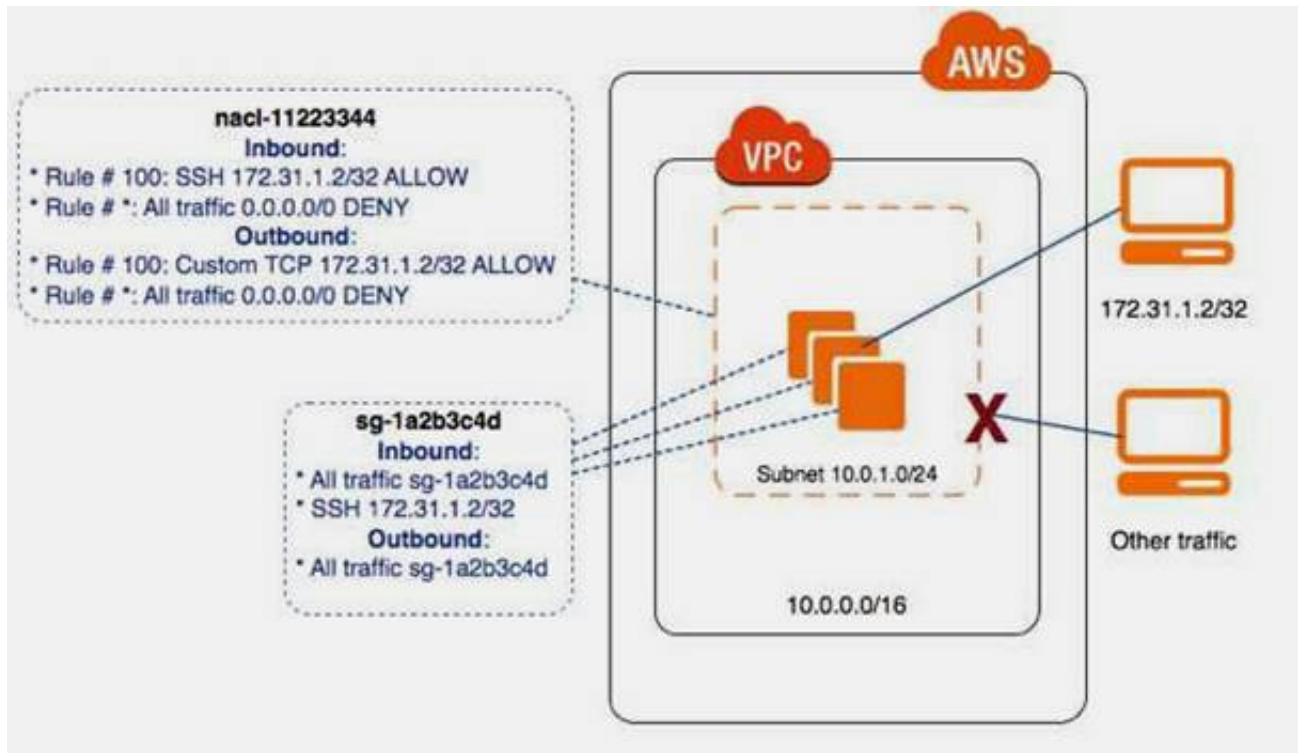 AWS
VPC
nacl-11223344
Inbound:
* Rule # 100: SSH 172.31.1.2/32 ALLOW
* Rule # *: All traffic 0.0.0.0/0 DENY
Outbound:
* Rule # 100: Custom TCP 172.31.1.2/32 ALLOW
* Rule # *: All traffic 0.0.0.0/0 DENY
172.31.1.2/32
sg-1a2b3c4d
Inbound:
* All traffic sg-1a2b3c4d
* SSH 172.31.1.2/32
Outbound:
* All traffic sg-1a2b3c4d
X
Subnet 10.0.1.0/24
Other traffic
10.0.0.0/16